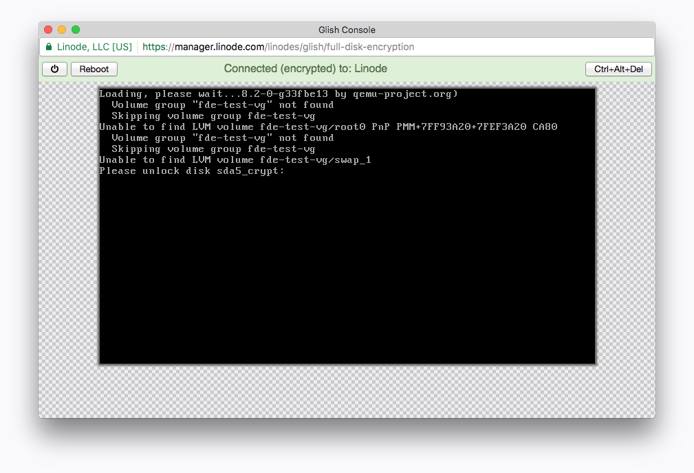 Glish Console
Linode, LLC [US] https://manager.linode.com/linodes/glish/full-disk-encryption
Reboot Connected (encrypted) to: Linode Ctrl+Alt+Del
Loading, please wait...8.2-0-g33fbe13 by qemu-project.org)
Volume group "fde-test-vg" not found
Skipping volume group fde-test-vg
Unable to find LVM volume fde-test-vg/root0 PnP PMM+7FF93A20+7FEF3A20 CA80
Volume group "fde-test-vg" not found
Skipping volume group fde-test-vg
Unable to find LVM volume fde-test-vg/swap_1
Please unlock disk sda5_crypt: